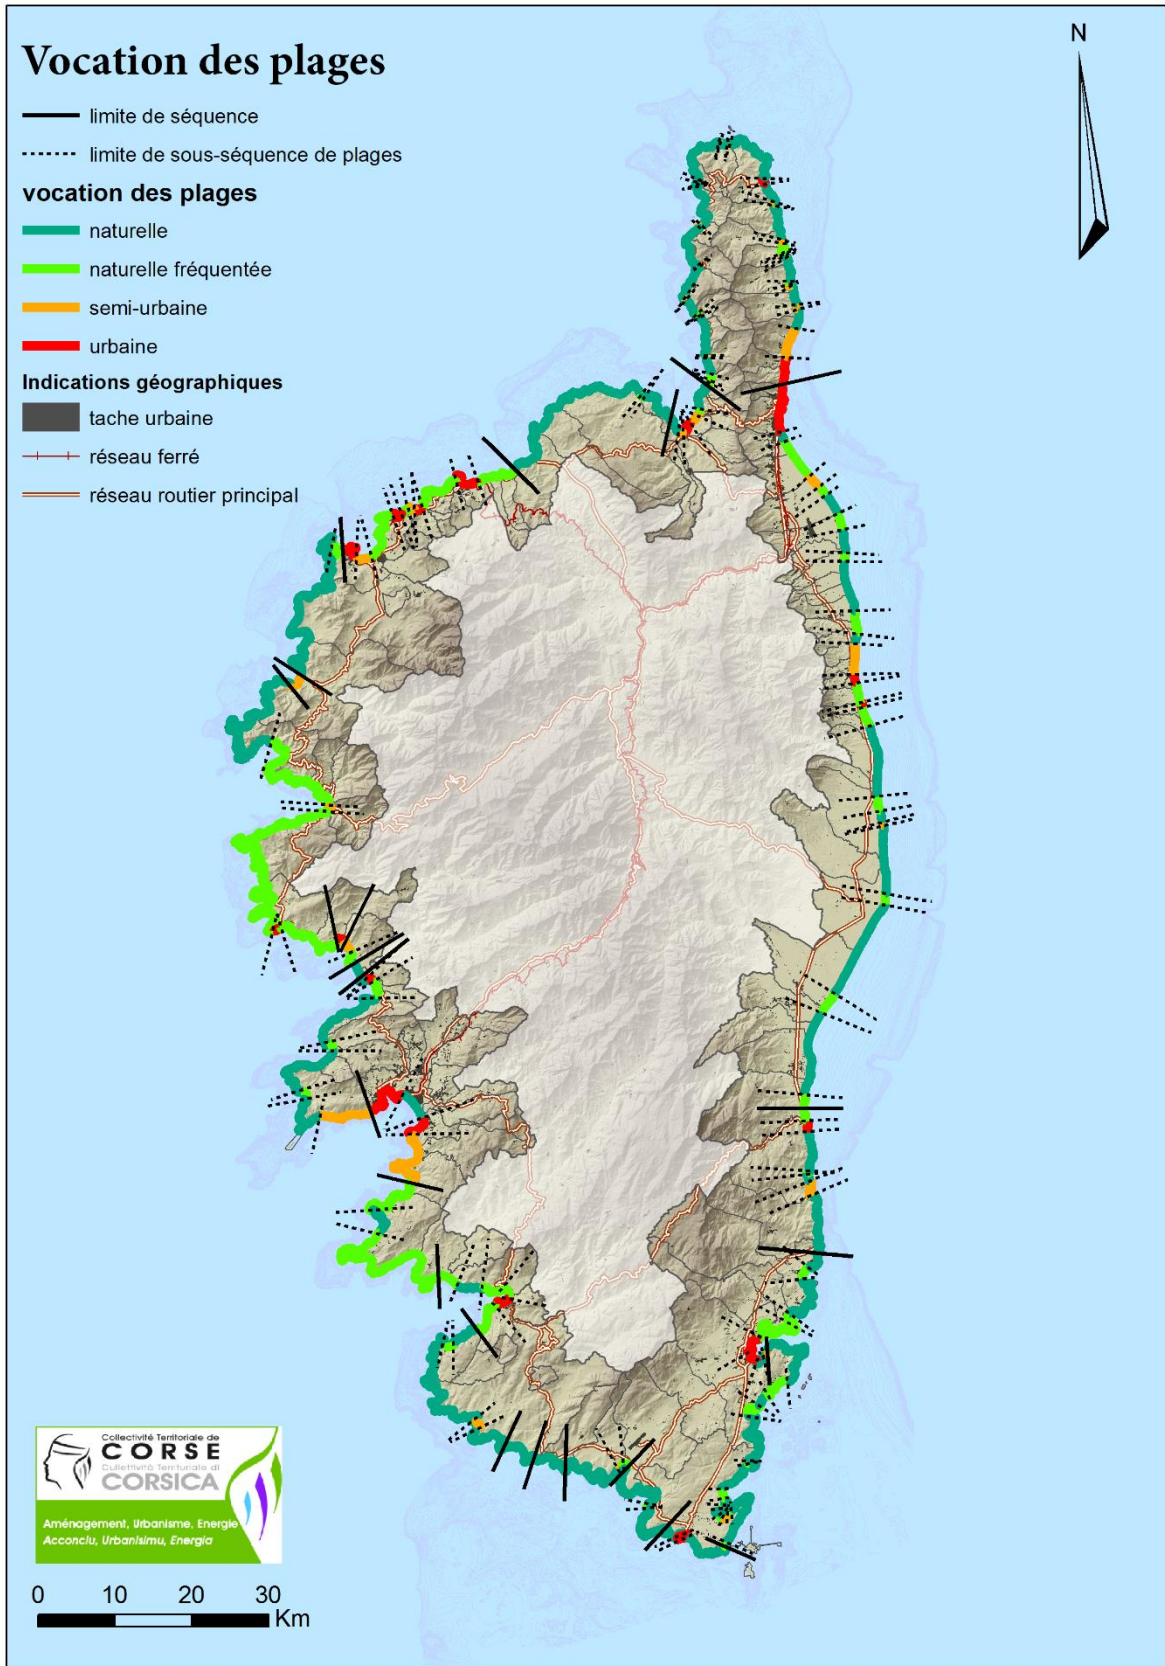 Vocation des plages
limite de séquence
limite de sous-séquence de plages
vocation des plages
naturelle
naturelle fréquentée
semi-urbaine
urbaine
Indications géographiques
tache urbaine
réseau ferré
réseau routier principal
N
Collectivité Territoriale de
CORSE
Cullettività Territuriale di
CORSICA
Aménagement, Urbanisme, Energie
Acconciu, Urbanisimu, Energia
0 10 20 30
Km